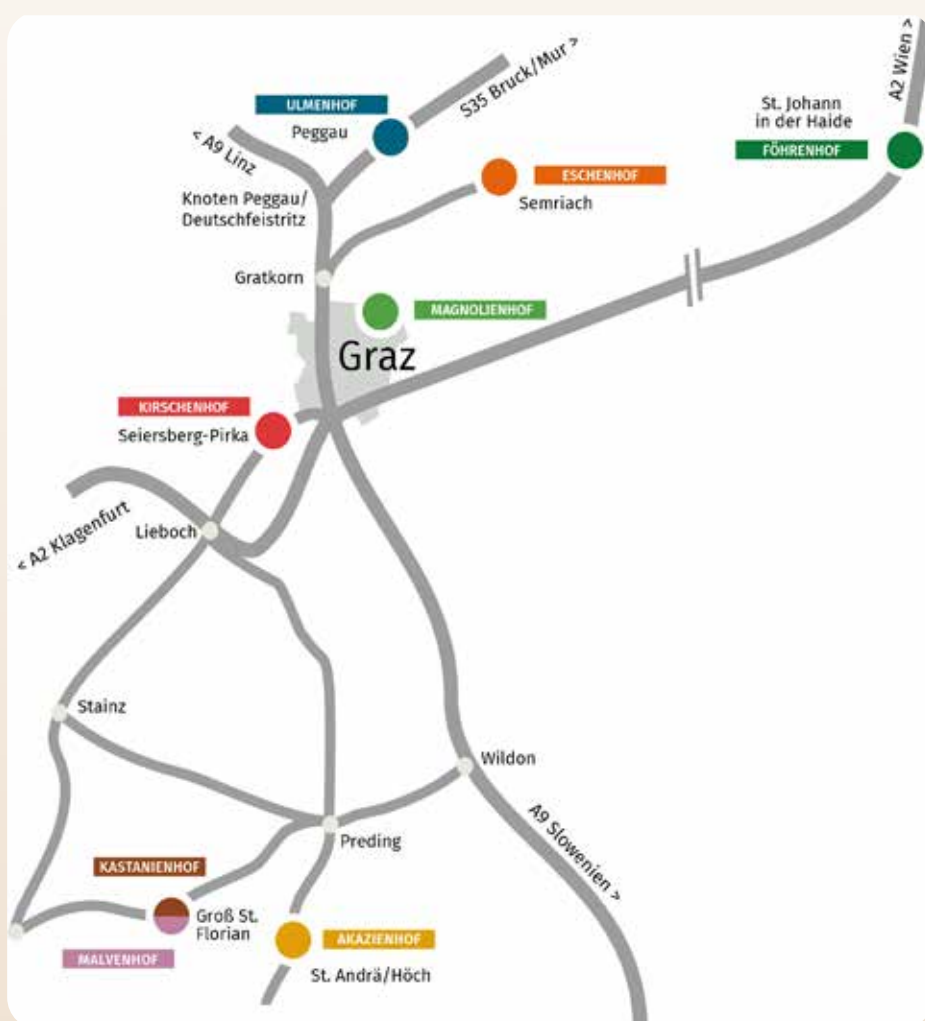 A2 Wien >
S35 Bruck/Mur >
ULMENHOF
Peggau
St. Johann
in der Haide
FÖHRENHOF
< A9 Linz
ESCHENHOF
Semriach
Knoten Peggau/
Deutschfeistritz
Gratkorn
MAGNOLIENHOF
Graz
KIRSCHENHOF
Seiersberg-Pirka
< A2 Klagenfurt
Lieboch
Stainz
Wildon
A9 Slowenien >
Preding
KASTANIENHOF
Groß St.
Florian
MALVENHOF
AKAZIENHOF
St. Andrä/Höch